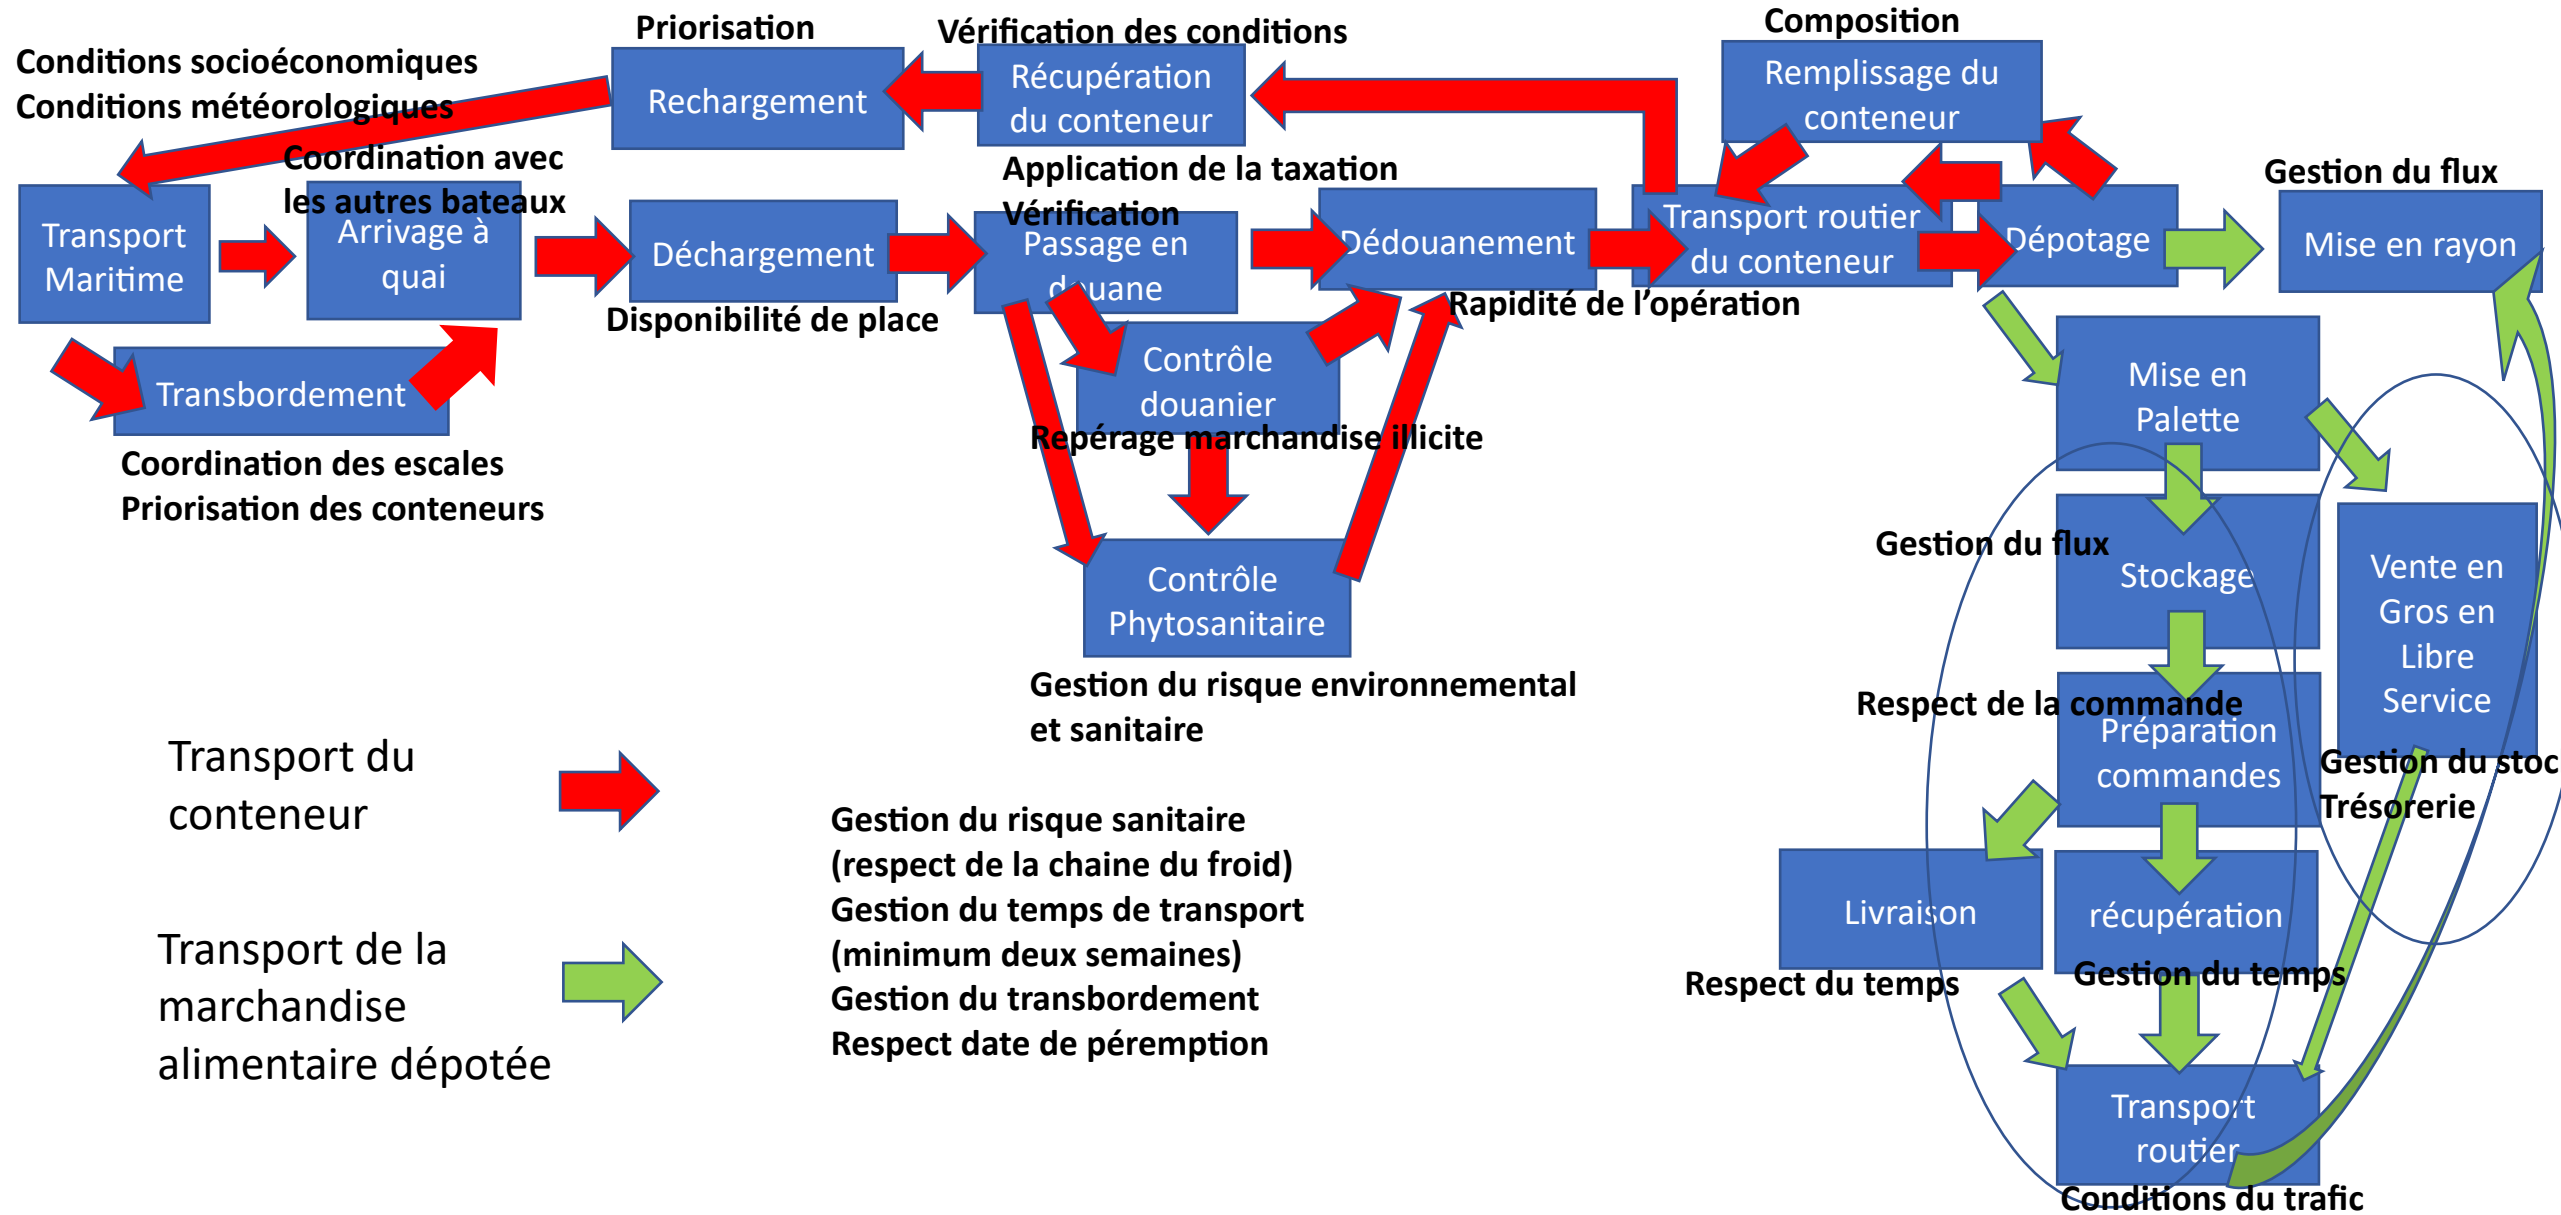 Priorisation
Vérification des conditions
Composition
Conditions socioéconomiques
Conditions météorologiques
Rechargement
Récupération
du conteneur
Remplissage du
conteneur
Coordination avec
les autres bateaux
Application de la taxation
Vérification
Gestion du flux
Transport
Maritime
Arrivage à
quai
Déchargement
Passage en
douane
Dédouanement
Transport routier
du conteneur
Dépotage
Mise en rayon
Disponibilité de place
Rapidité de l’opération
Transbordement
Contrôle
douanier
Mise en
Palette
Coordination des escales
Priorisation des conteneurs
Repérage marchandise illicite
Gestion du flux
Stockage
Vente en
Gros en
Libre
Service
Contrôle
Phytosanitaire
Gestion du risque environnemental
et sanitaire
Respect de la commande
Préparation
commandes
Gestion du stoc
Trésorerie
Transport du
conteneur
Gestion du risque sanitaire
(respect de la chaine du froid)
Gestion du temps de transport
(minimum deux semaines)
Gestion du transbordement
Respect date de péremption
Livraison
récupération
Respect du temps
Gestion du temps
Transport de la
marchandise
alimentaire dépotée
Transport
routier
Conditions du trafic